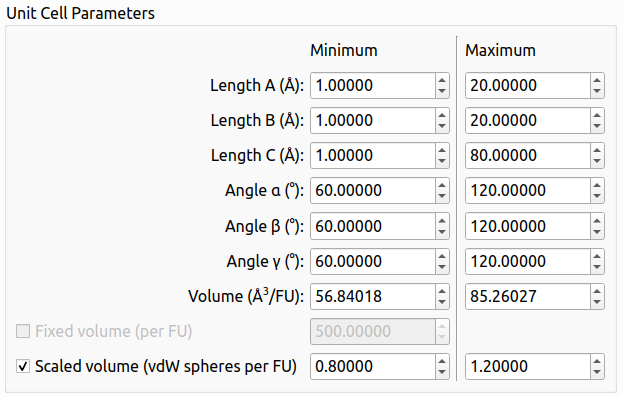 Unit Cell Parameters
Minimum Maximum
Length A (Å): 1.00000 20.00000
Length B (Å): 1.00000 20.00000
Length C (Å): 1.00000 80.00000
Angle α (°): 60.00000 120.00000
Angle β (°): 60.00000 120.00000
Angle γ (°): 60.00000 120.00000
Volume (Å³/FU): 56.84018 85.26027
Fixed volume (per FU) 500.00000
Scaled volume (vdW spheres per FU) 0.80000 1.20000